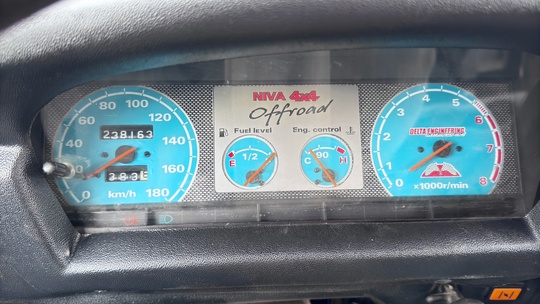 NIVA 4x4
Offroad
Fuel level
Eng. control
0
20
40
60
80
100
120
140
160
180
km/h
238163
383
E
1/2
C
90
H
0
1
2
3
4
5
6
7
8
DELTA ENGINEERING
x1000r/min